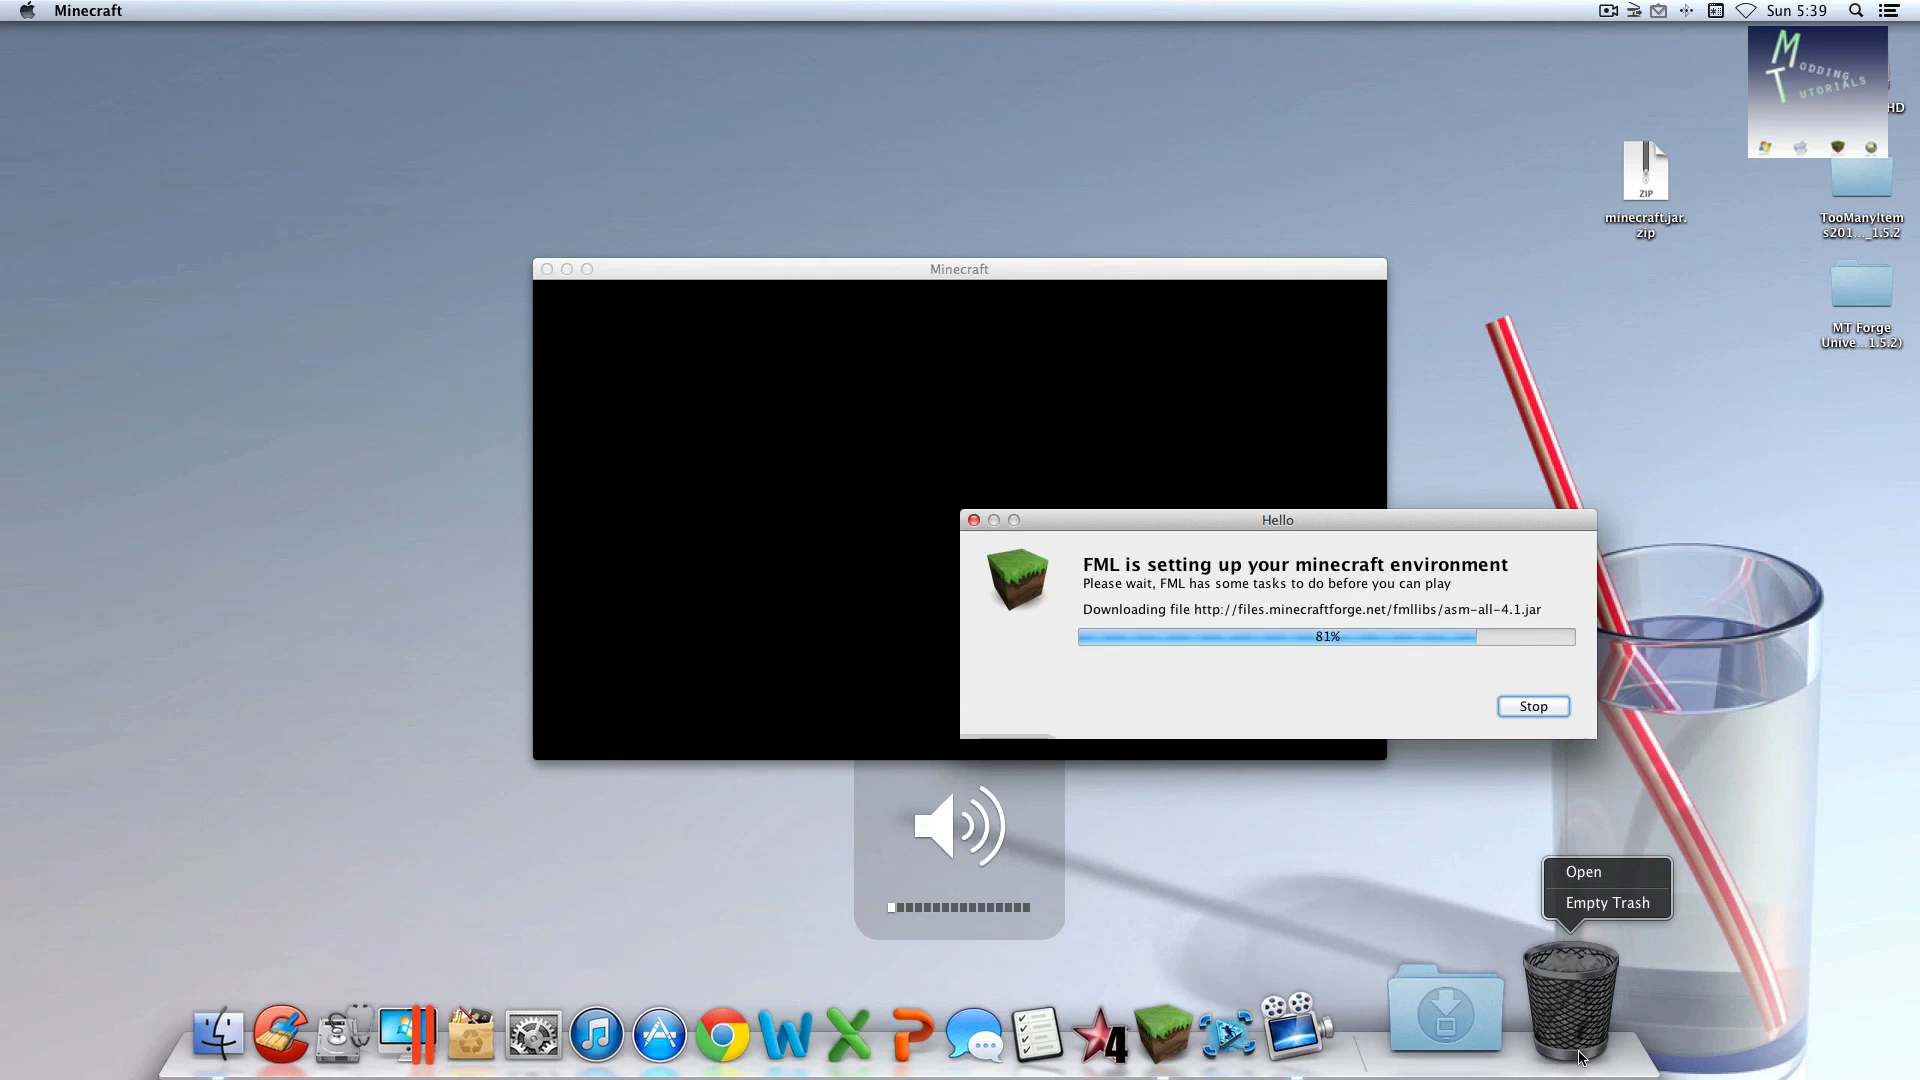 Minecraft
Sun 5:39
MODDING
TUTORIALS
HD
ZIP
minecraft.jar.
zip
TooManyItem
s201..._1.5.2
MT Forge
Unive...1.5.2)
Minecraft
Hello
FML is setting up your minecraft environment
Please wait, FML has some tasks to do before you can play
Downloading file http://files.minecraftforge.net/fmllibs/asm-all-4.1.jar
81%
Stop
Open
Empty Trash
4